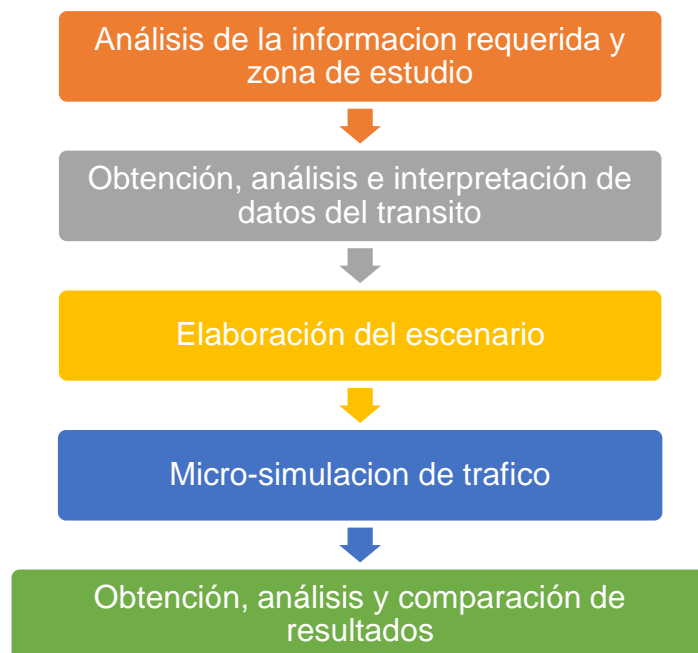 Análisis de la informacion requerida y
zona de estudio
Obtención, análisis e interpretación de
datos del transito
Elaboración del escenario
Micro-simulacion de trafico
Obtención, análisis y comparación de
resultados